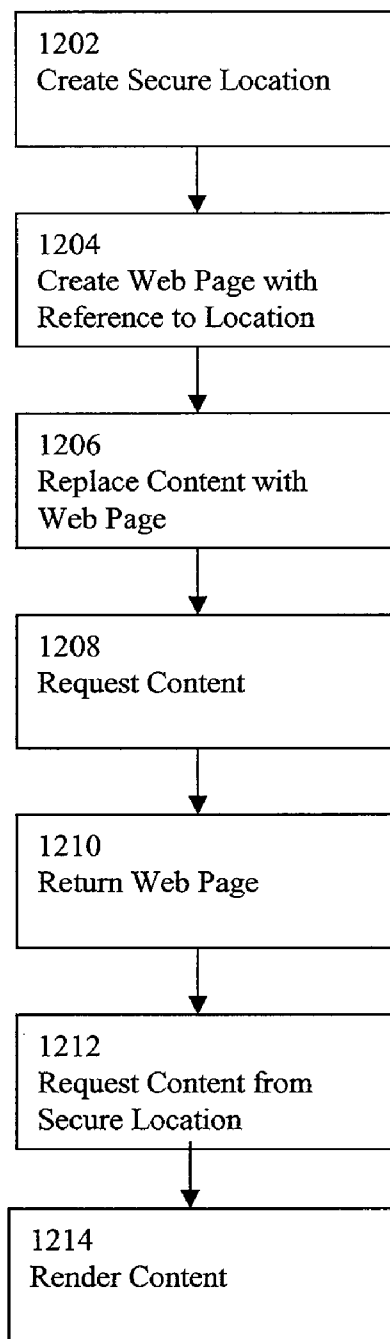 1202
Create Secure Location
1204
Create Web Page with
Reference to Location
1206
Replace Content with
Web Page
1208
Request Content
1210
Return Web Page
1212
Request Content from
Secure Location
1214
Render Content